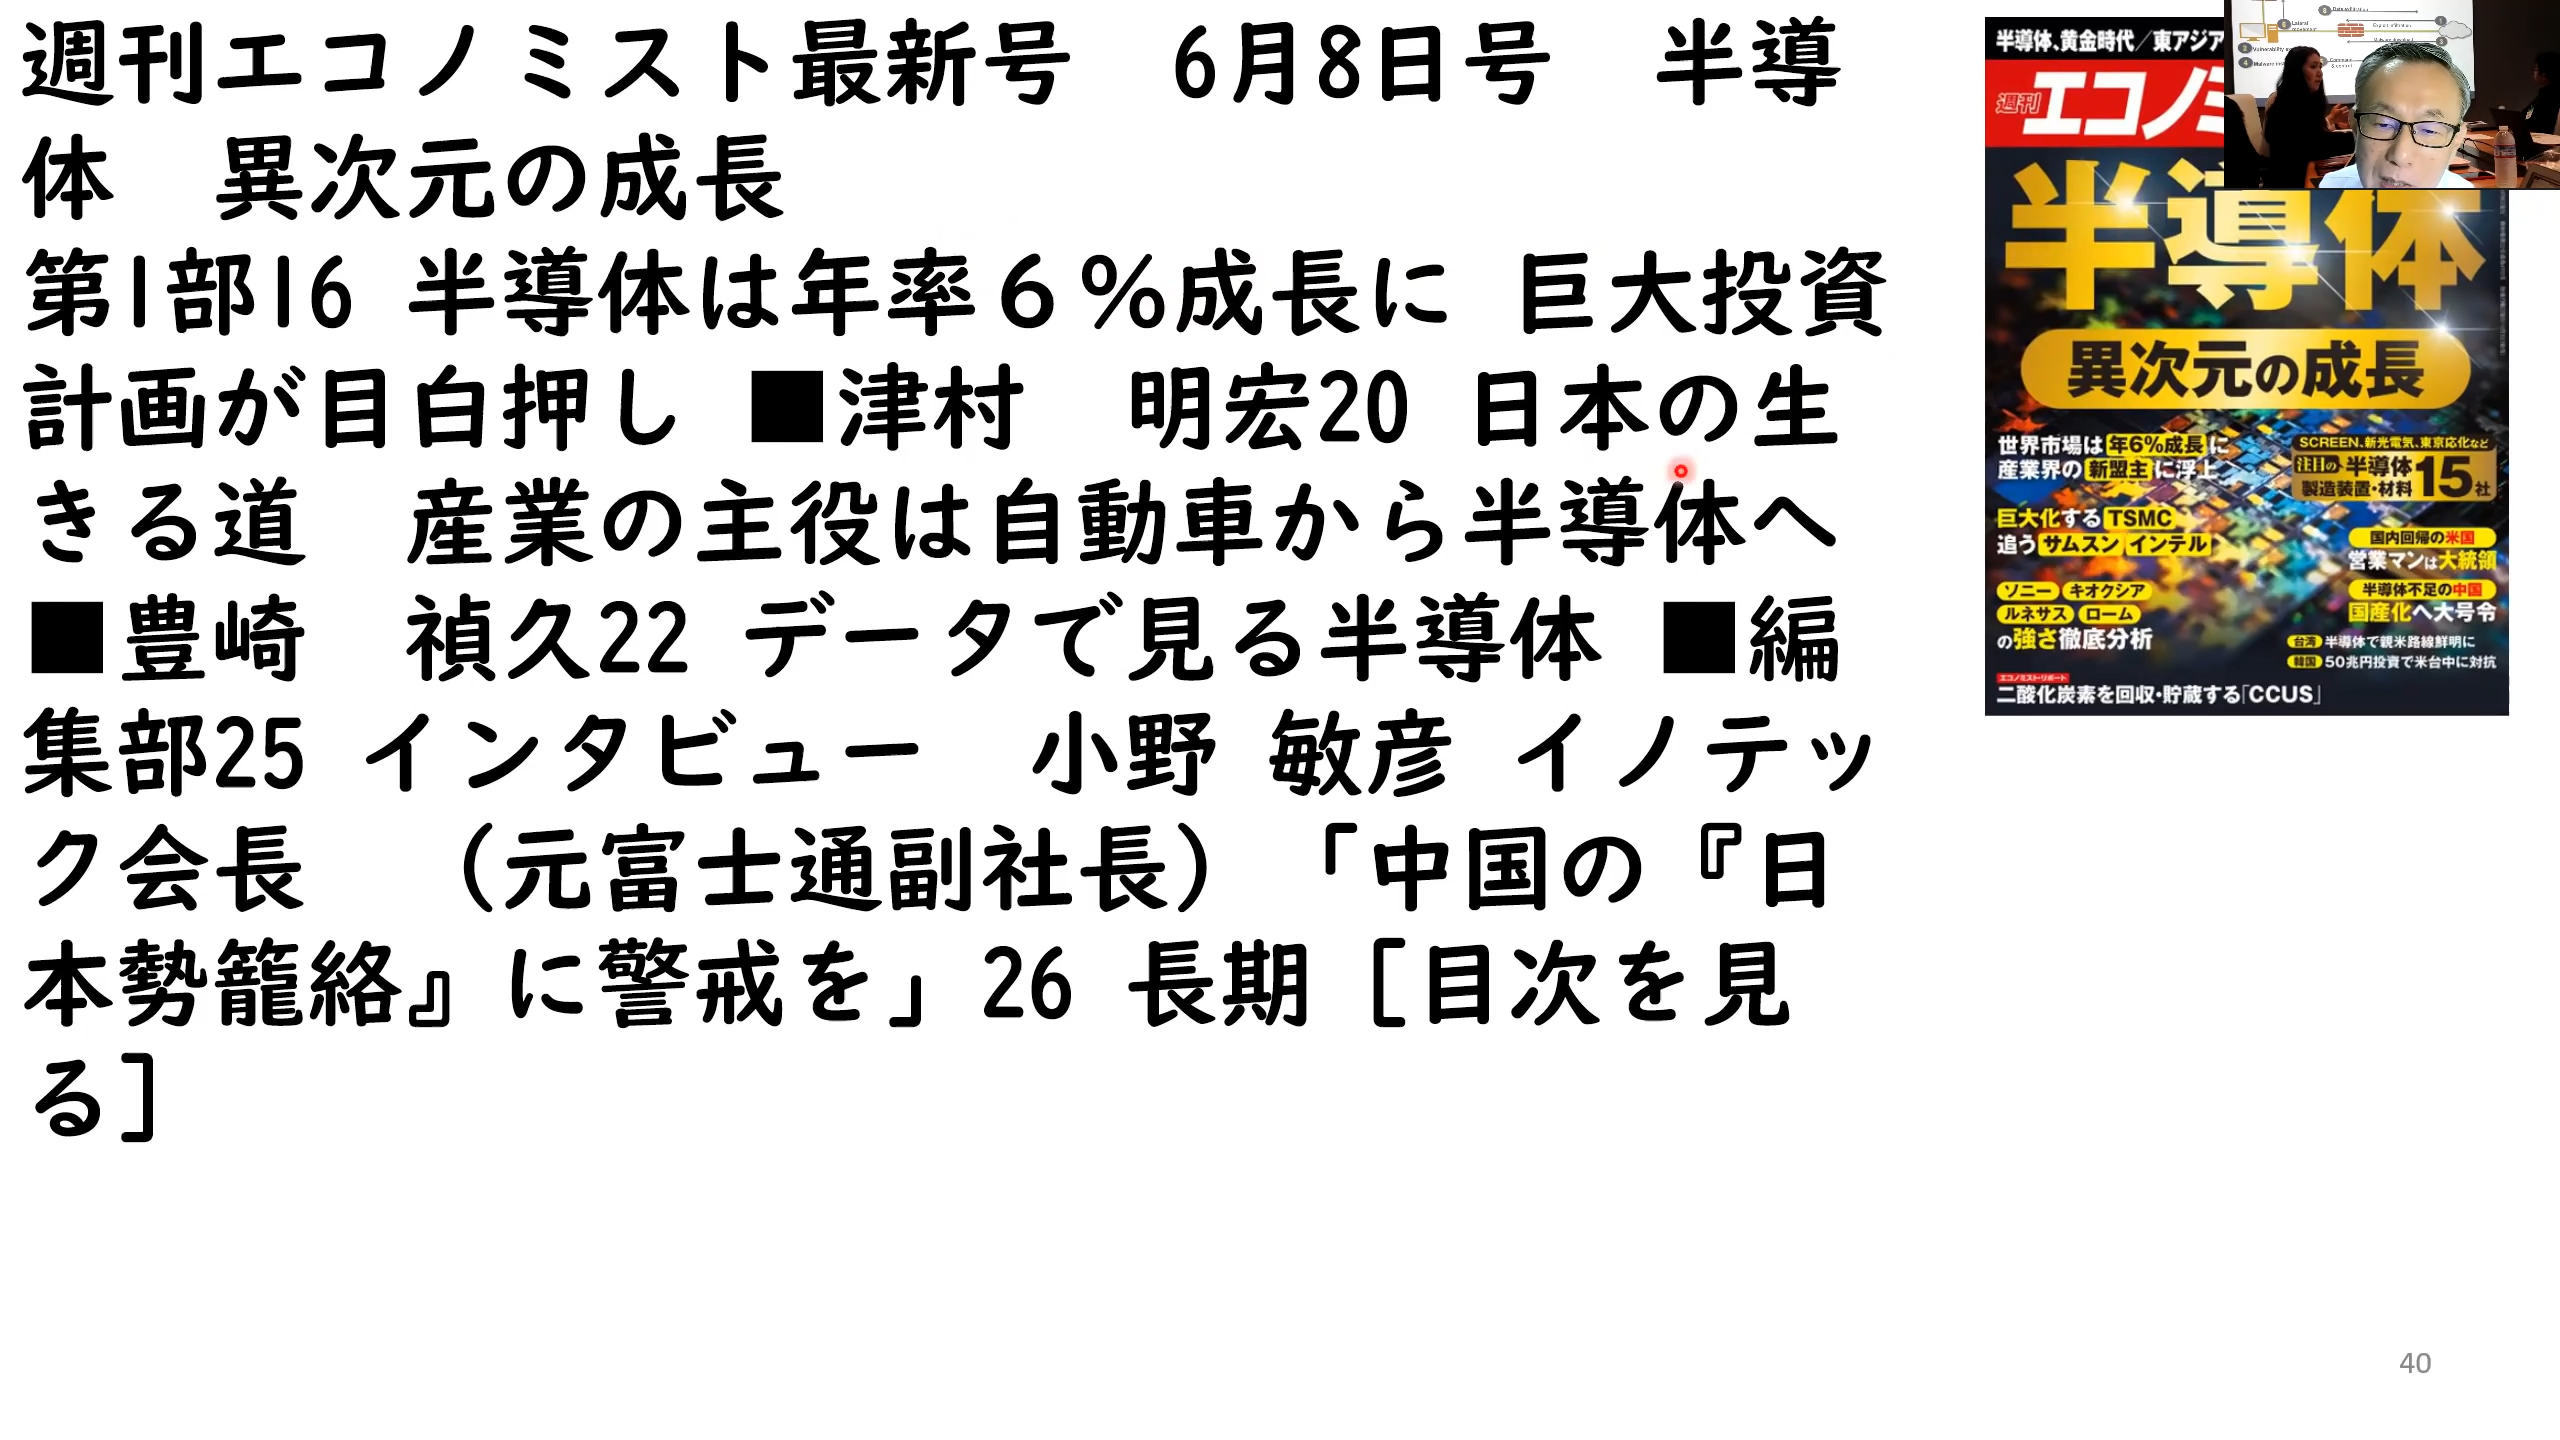 週刊エコノミスト最新号　6月8日号　半導
体　異次元の成長
第1部16 半導体は年率６％成長に 巨大投資
計画が目白押し ■津村　明宏20 日本の生
きる道　産業の主役は自動車から半導体へ
■豊崎　禎久22 データで見る半導体 ■編
集部25 インタビュー　小野 敏彦 イノテッ
ク会長　（元富士通副社長）「中国の『日
本勢籠絡』に警戒を」26 長期［目次を見
る］
半導体、黄金時代／東アジア
週刊エコノミ
半導体
異次元の成長
世界市場は年6%成長に
産業界の新盟主に浮上
SCREEN、新光電気、東京応化など
注目の半導体
製造装置・材料15社
巨大化するTSMC
追うサムスン インテル
国内回帰の米国
営業マンは大統領
ソニー キオクシア
ルネサス ローム
の強さ徹底分析
半導体不足の中国
国産化へ大号令
台湾 半導体で親米路線鮮明に
韓国 50兆円投資で米台中に対抗
エコノミストリポート
二酸化炭素を回収・貯蔵する「CCUS」
40